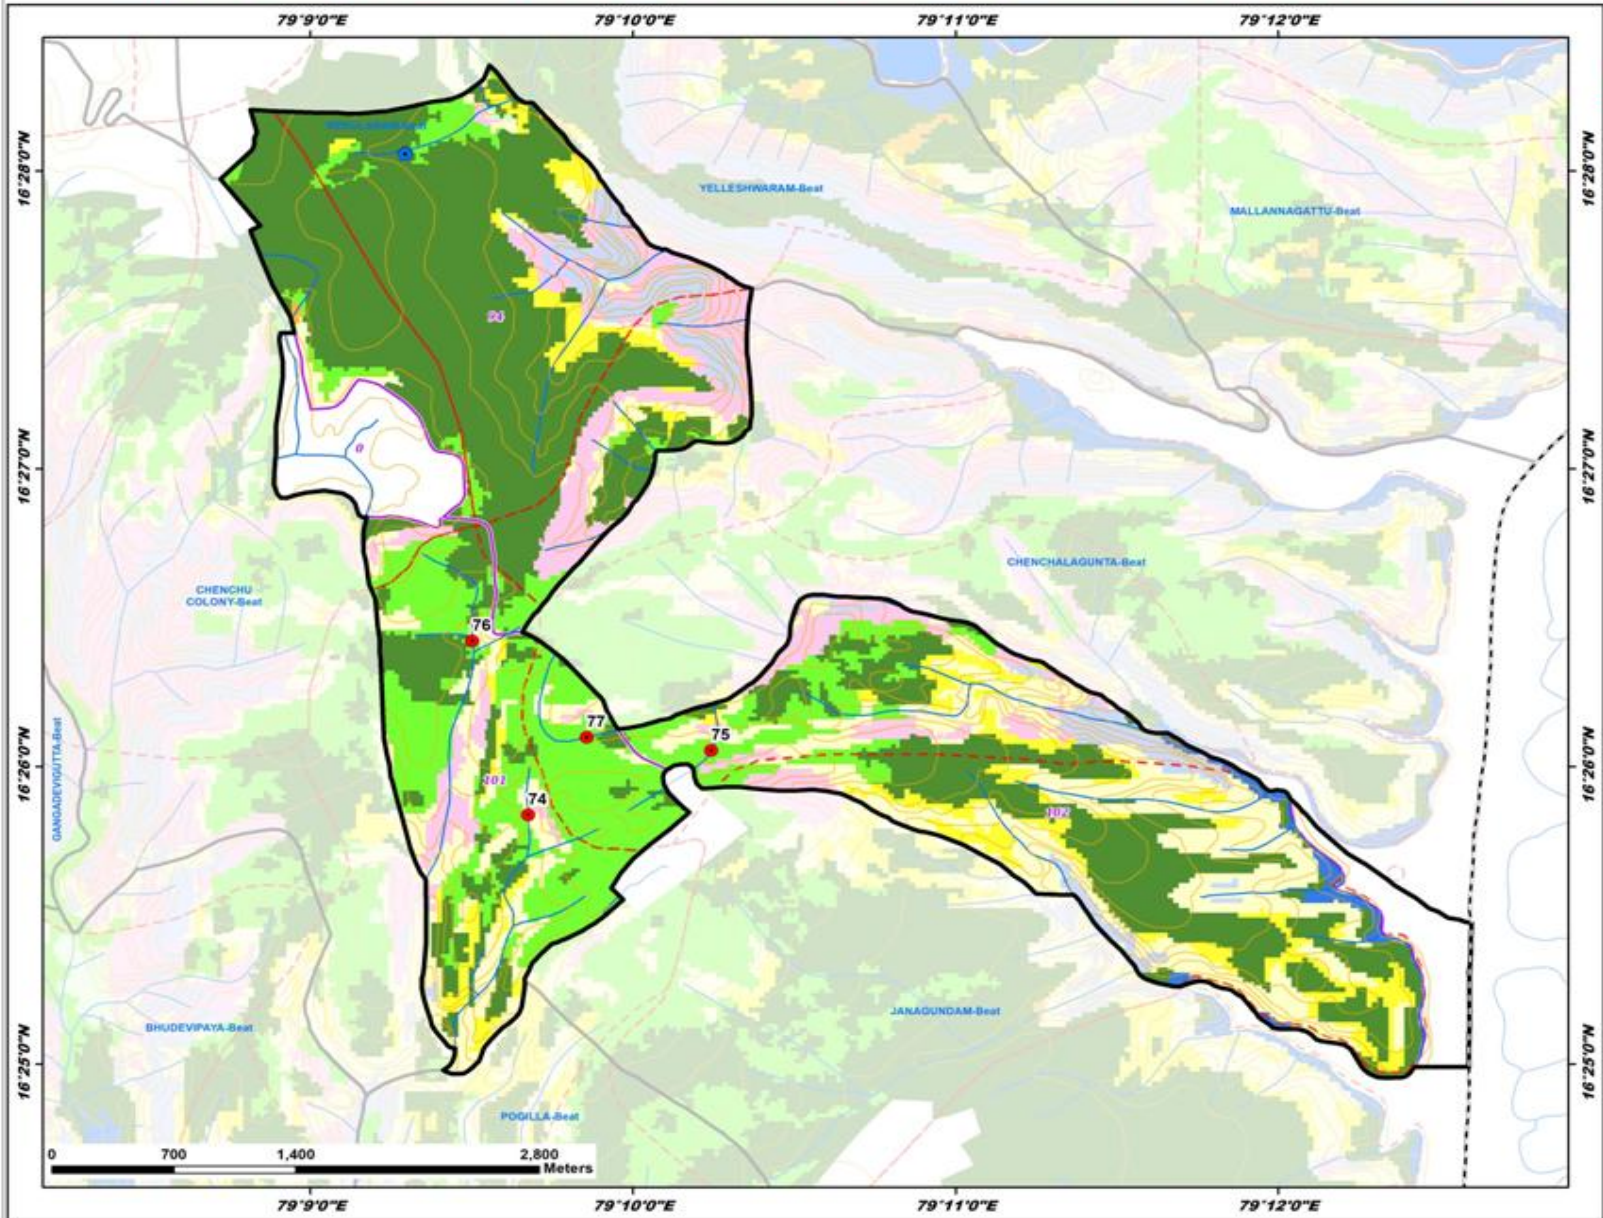 79°9'0"E 79°10'0"E 79°11'0"E 79°12'0"E
16°28'0"N
16°28'0"N
YELLESHWARAM-Beat
MALLANNAGATTU-Beat
94
0
16°27'0"N
16°27'0"N
CHENCHU
COLONY-Beat
CHENCHALAGUNTA-Beat
76
77
75
GANGADEVIGUTTA-Beat
16°26'0"N
16°26'0"N
101
74
102
JANAGUNDAM-Beat
BHUDEVIPAYA-Beat
16°25'0"N
16°25'0"N
POGILLA-Beat
0 700 1,400 2,800
Meters
79°9'0"E 79°10'0"E 79°11'0"E 79°12'0"E